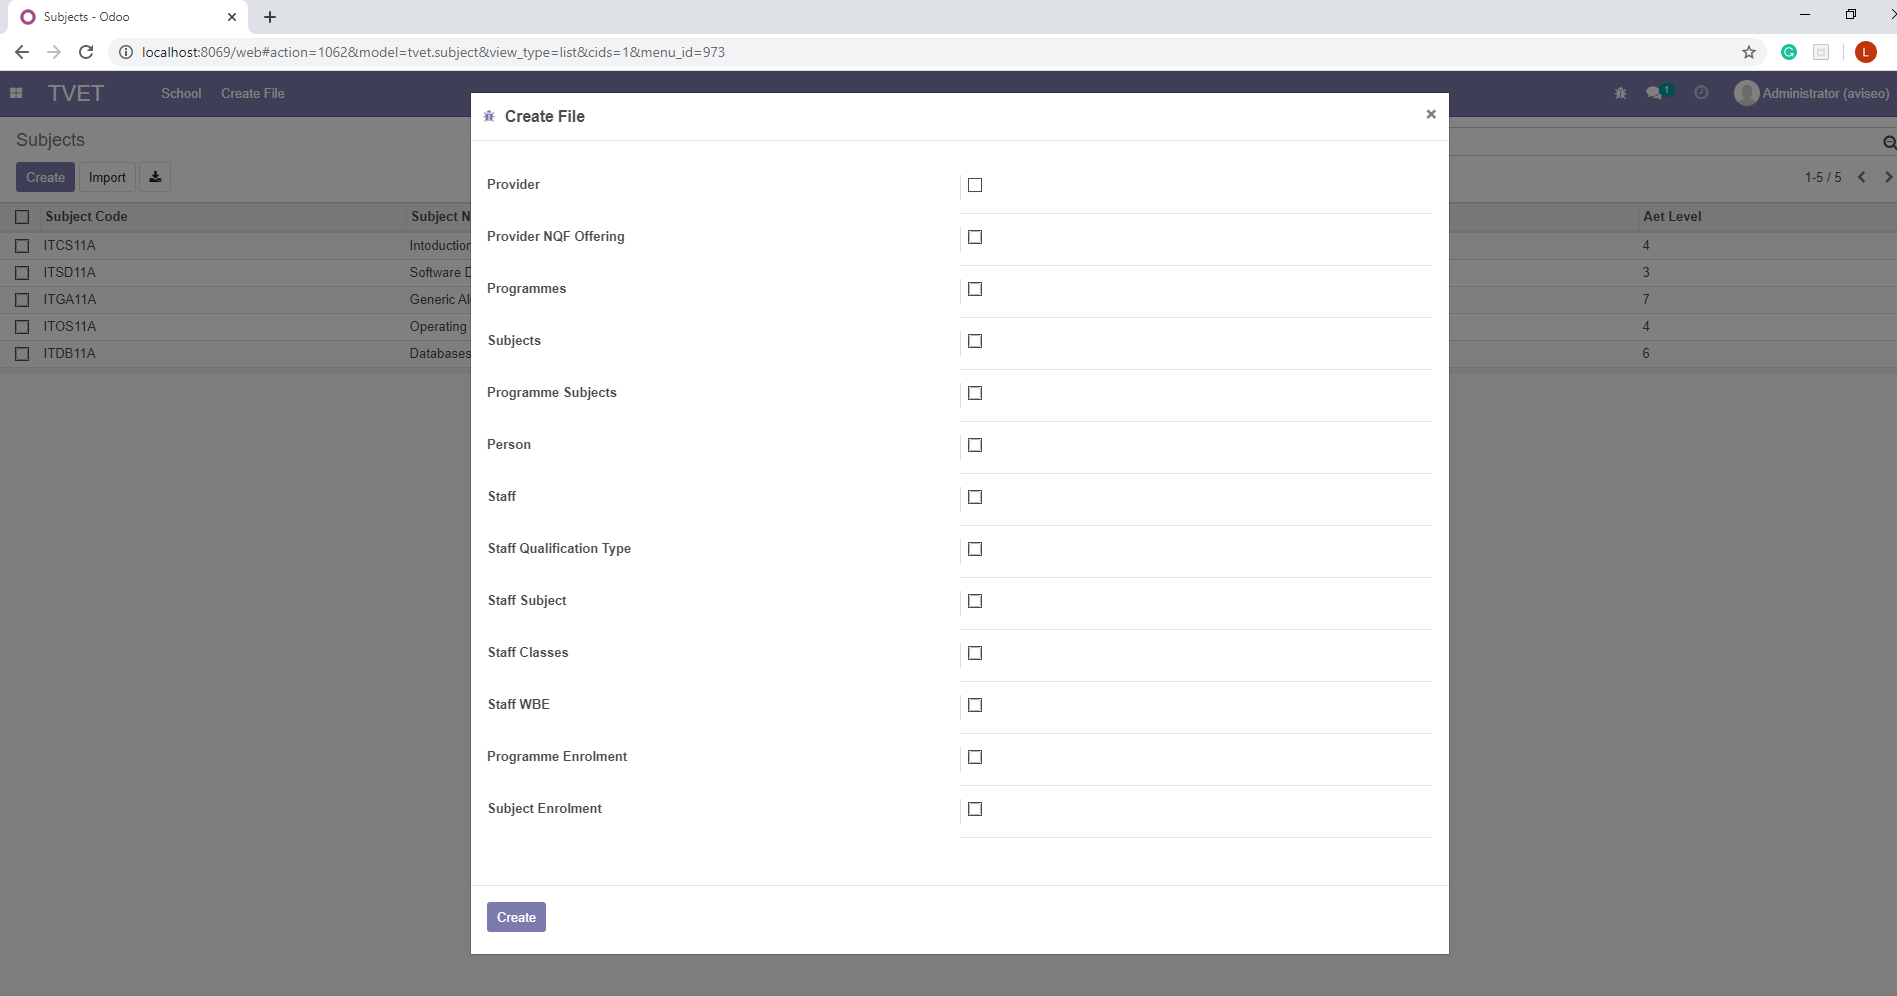 Subjects - Odoo
localhost:8069/web#action=1062&model=tvet.subject&view_type=list&cids=1&menu_id=973
L
TVET School Create File
1 Administrator (aviseo)
Subjects
Create Import
1-5 / 5
Subject Code Subject N Aet Level
ITCS11A Intoduction 4
ITSD11A Software D 3
ITGA11A Generic Al 7
ITOS11A Operating 4
ITDB11A Databases 6
Create File
Provider
Provider NQF Offering
Programmes
Subjects
Programme Subjects
Person
Staff
Staff Qualification Type
Staff Subject
Staff Classes
Staff WBE
Programme Enrolment
Subject Enrolment
Create